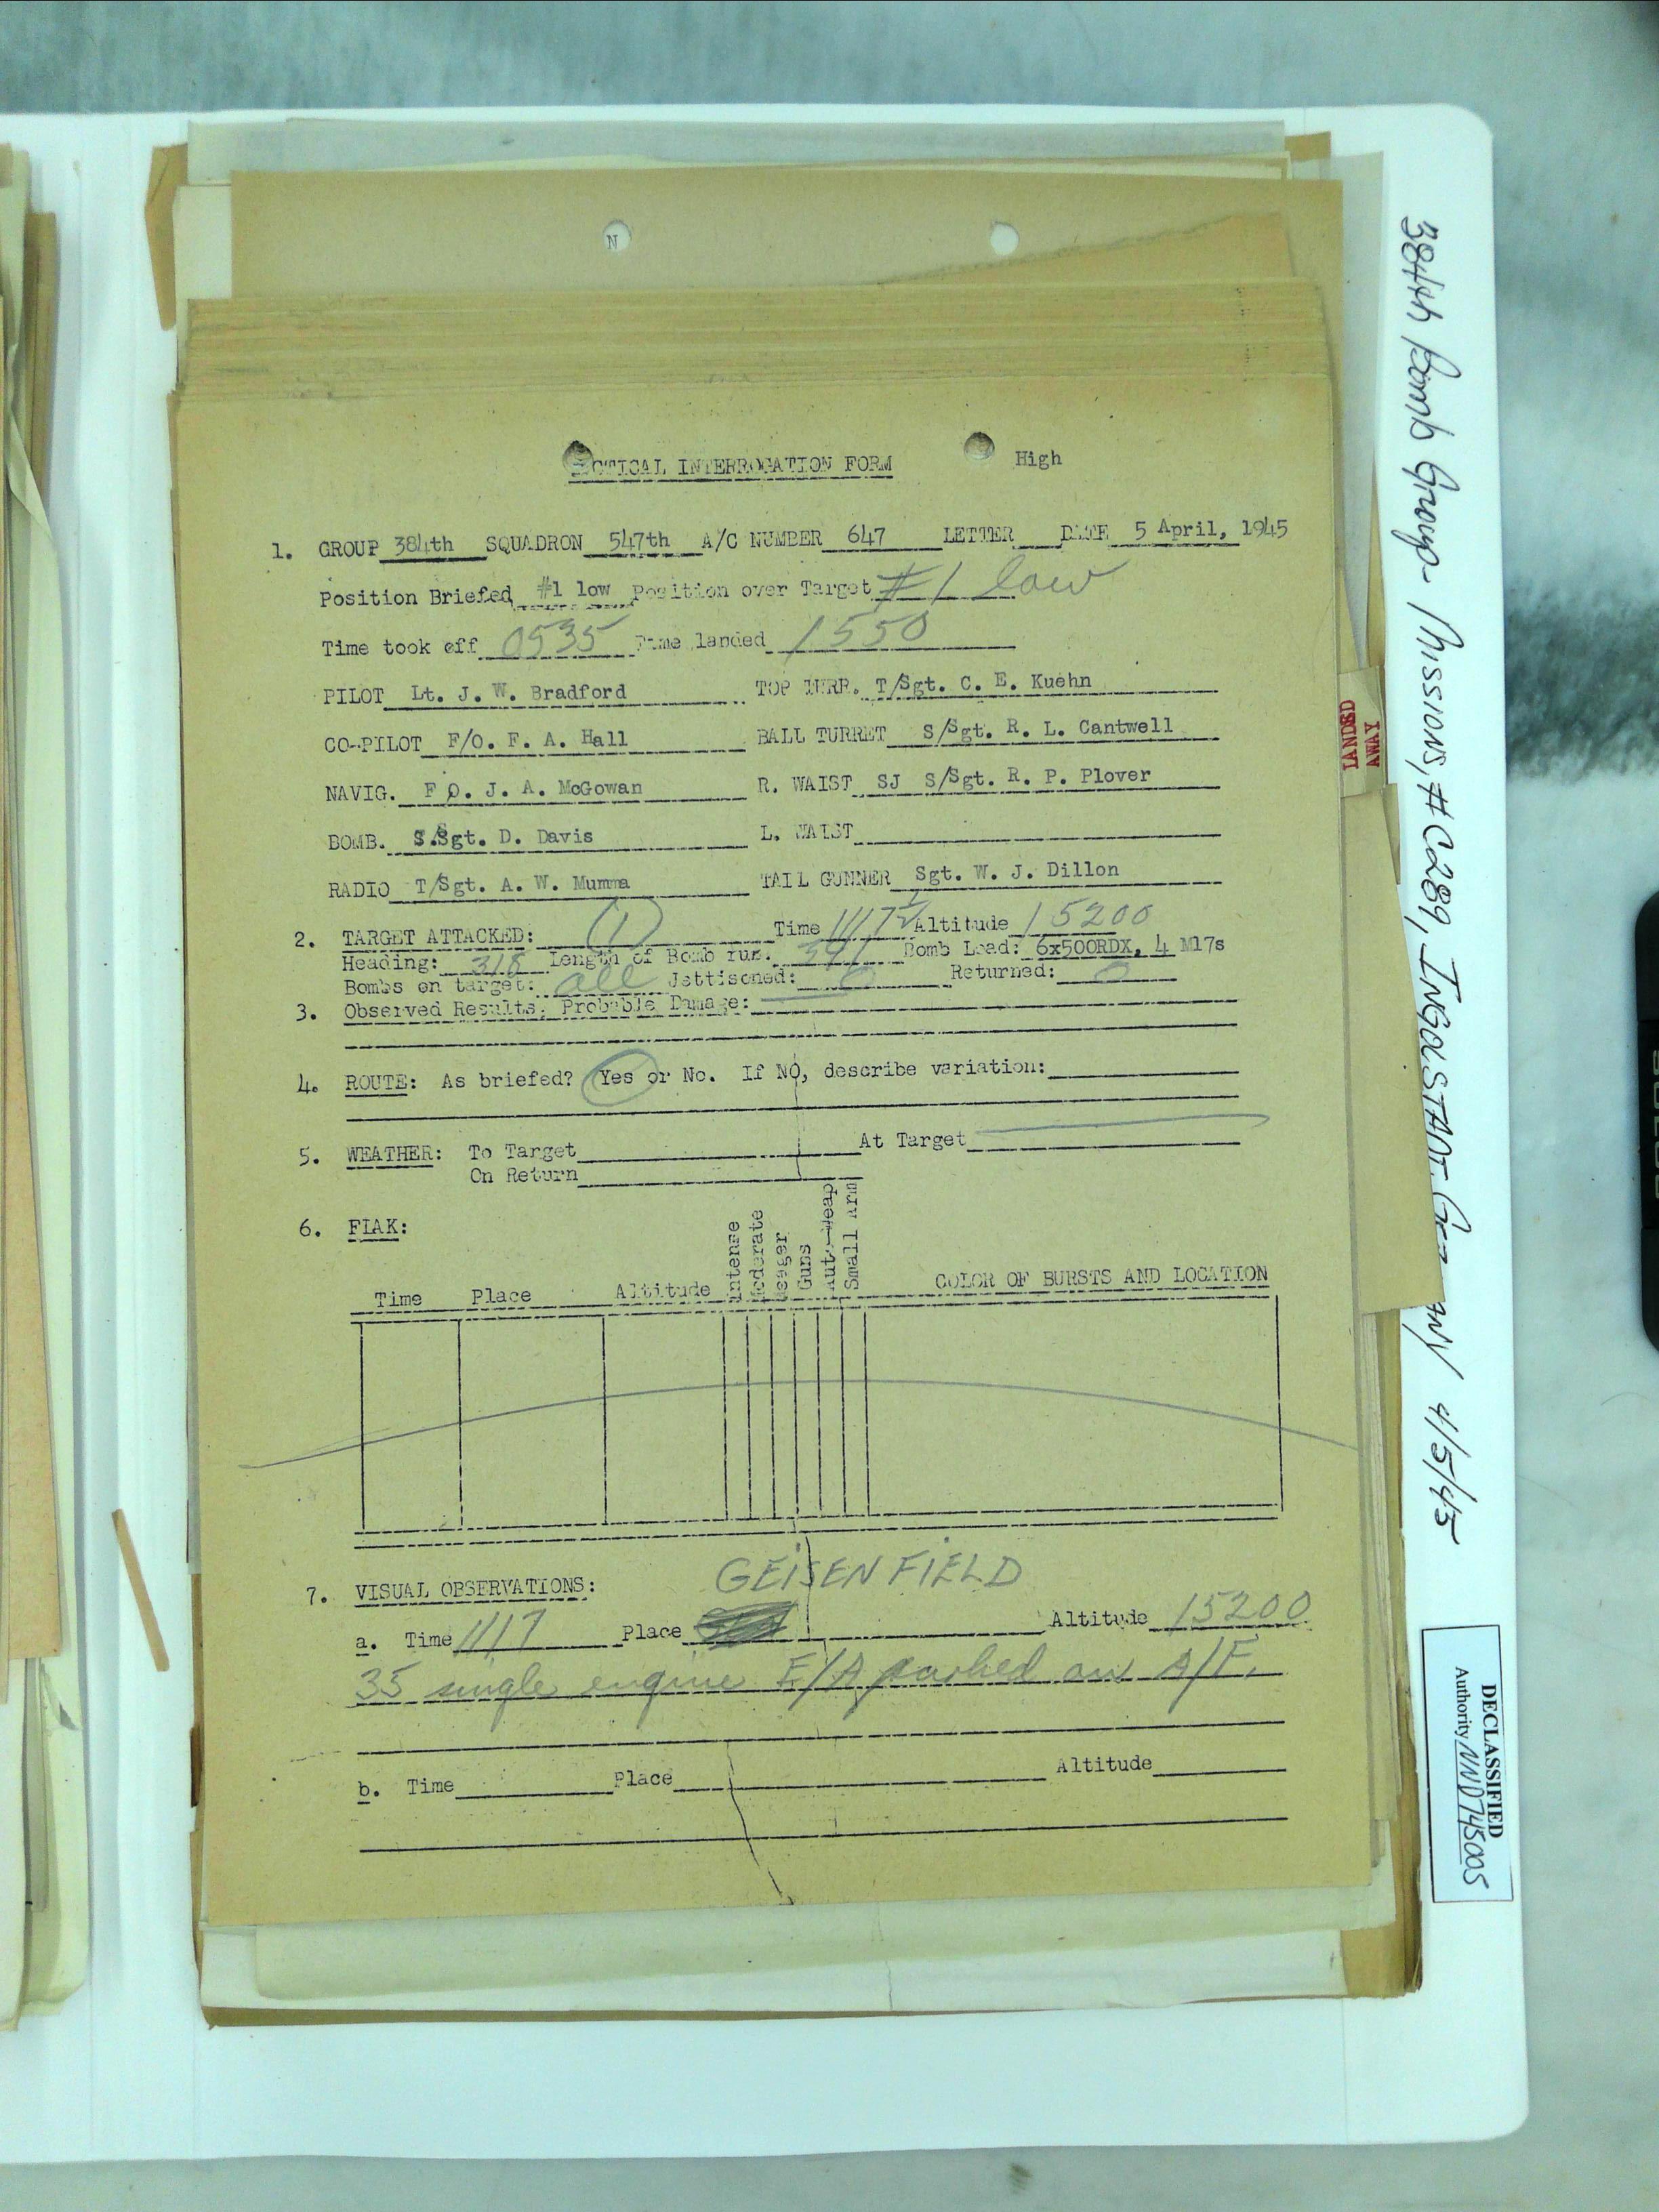 N
TICAL INTERROGATION FORM High
1. GROUP 384th SQUADRON 547th A/C NUMBER 647 LETTER DATE 5 April, 1945
Position Briefed #1 low Position over Target #1 low
Time took off 0535 Time landed 1550
PILOT Lt. J. W. Bradford TOP TURR. T/Sgt. C. E. Kuehn
CO-PILOT F/O. F. A. Hall BALL TURRET S/Sgt. R. L. Cantwell
NAVIG. F O. J. A. McGowan R. WAIST SJ S/Sgt. R. P. Plover
BOMB. S.Sgt. D. Davis L. WAIST
RADIO T/Sgt. A. W. Mumma TAIL GUNNER Sgt. W. J. Dillon
2. TARGET ATTACKED: (1) Time 1117½ Altitude 15200
Heading: 318 Length of Bomb run. Bomb Load: 6x500RDX, 4 M17s
Bombs on target: all Jettisoned: 0 Returned: 0
3. Observed Results, Probable Damage:
4. ROUTE: As briefed? Yes or No. If NO, describe variation:
5. WEATHER: To Target At Target
On Return
6. FLAK:
Time Place Altitude Intense Moderate Meager Guns Auto Weap Small Arm COLOR OF BURSTS AND LOCATION
7. VISUAL OBSERVATIONS: GEISENFIELD
a. Time 1117 Place Altitude 15200
35 single engine E/A parked on A/F.
b. Time Place Altitude
LANDED
AWAY
384th Bomb Group - Missions, # C289, INGOLSTADT Germany 4/5/45
DECLASSIFIED
Authority NND745005